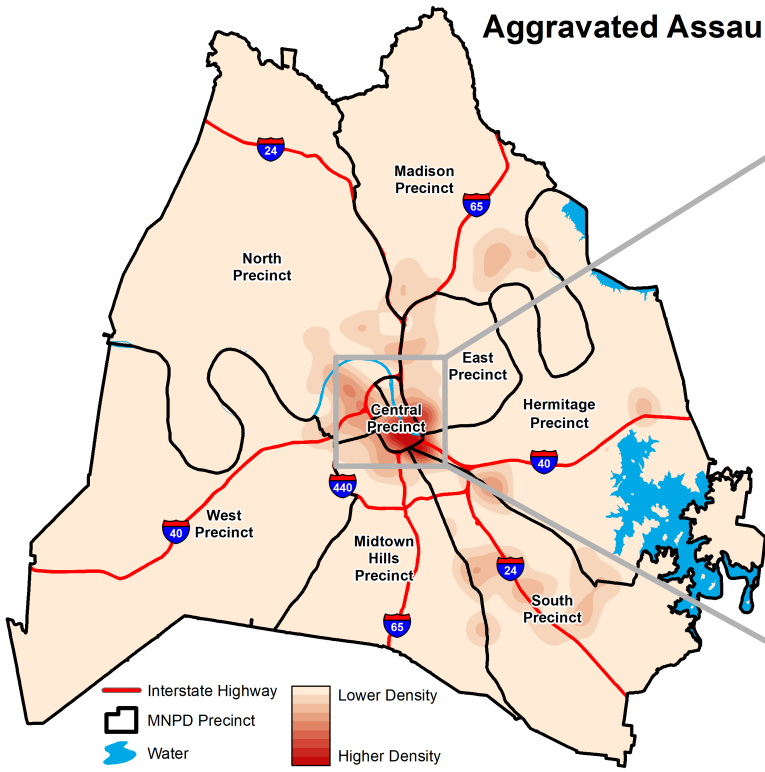 Aggravated Assau
24
Madison
Precinct
65
North
Precinct
East
Precinct
Hermitage
Precinct
Central
Precinct
40
440
40
West
Precinct
Midtown
Hills
Precinct
24
South
Precinct
65
Interstate Highway
MNPD Precinct
Water
Lower Density
Higher Density